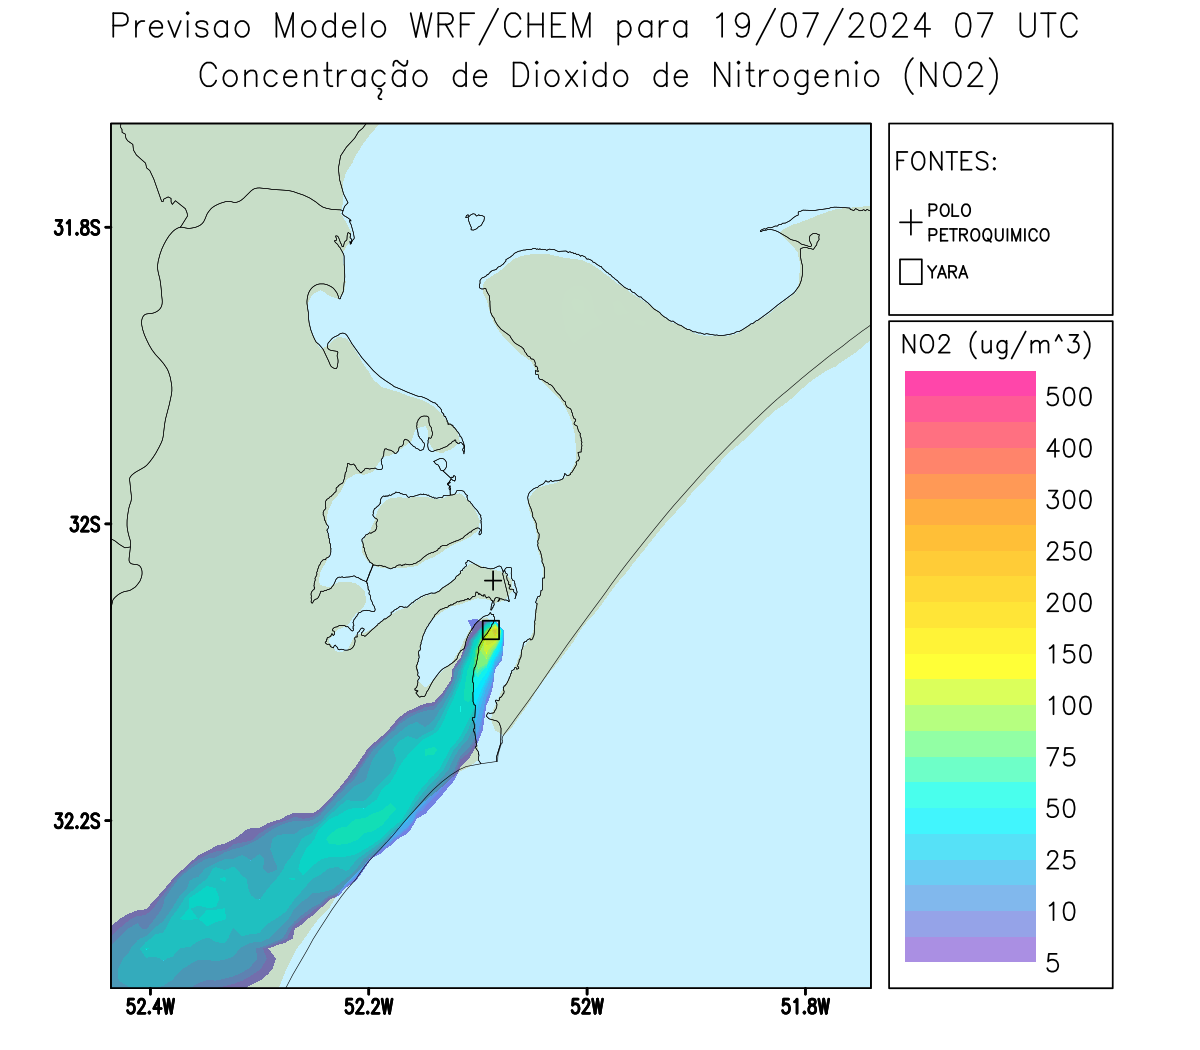 Previsao Modelo WRF/CHEM para 19/07/2024 07 UTC
Concentração de Dioxido de Nitrogenio (NO2)
FONTES:
POLO
PETROQUIMICO
YARA
NO2 (ug/m^3)
500
400
300
250
200
150
100
75
50
25
10
5
31.8S
32S
32.2S
52.4W
52.2W
52W
51.8W